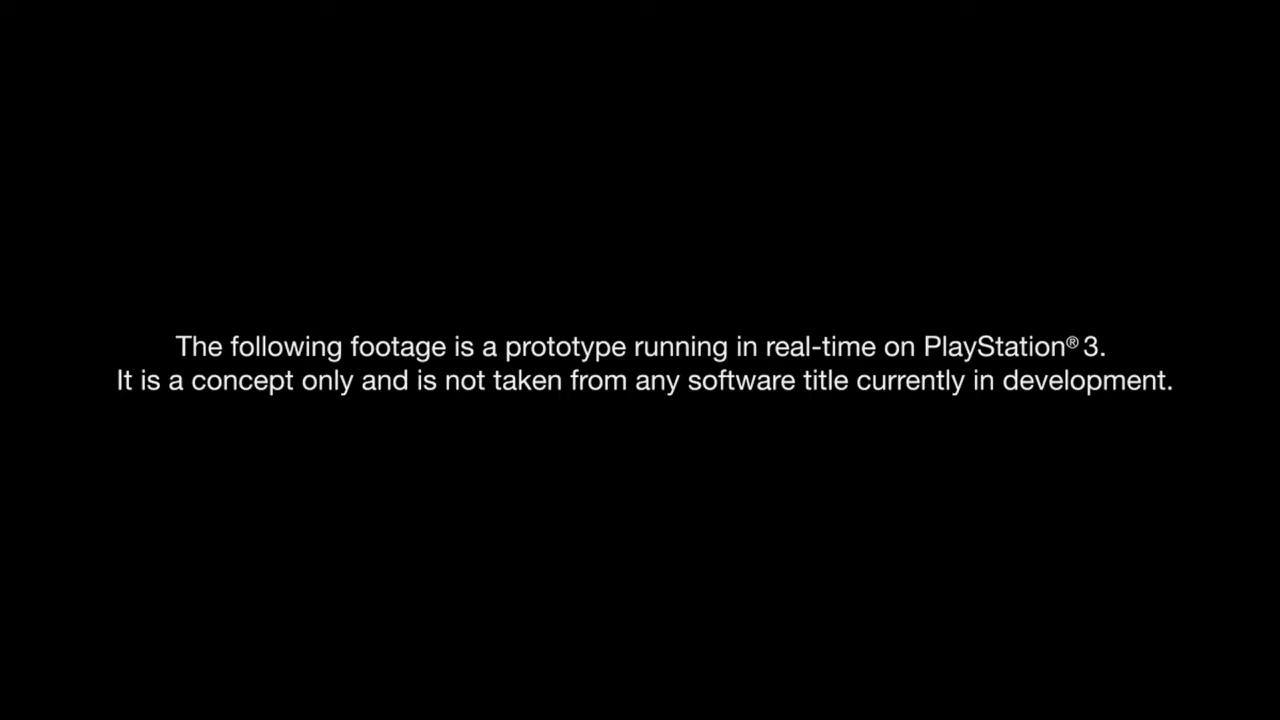 The following footage is a prototype running in real-time on PlayStation®3.
It is a concept only and is not taken from any software title currently in development.